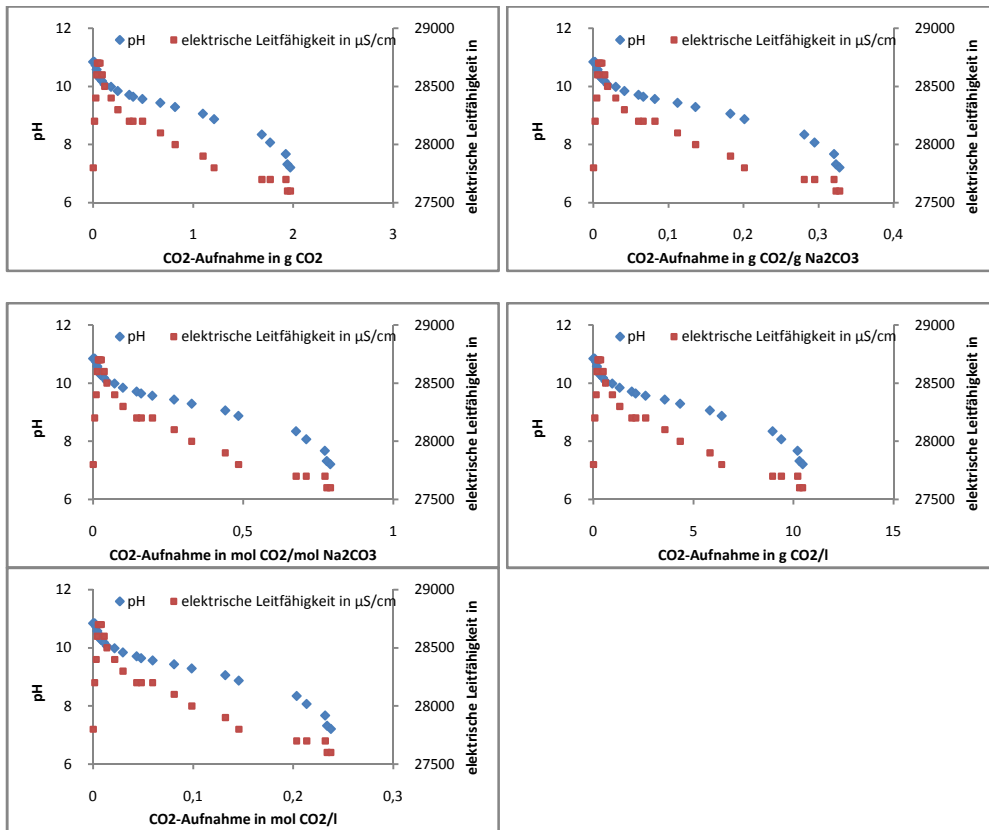 12
10
8
6
pH
pH
elektrische Leitfähigkeit in µS/cm
29000
28500
28000
27500
elektrische Leitfähigkeit in
0
1
2
3
CO2-Aufnahme in g CO2
12
10
8
6
pH
pH
elektrische Leitfähigkeit in µS/cm
29000
28500
28000
27500
elektrische Leitfähigkeit in
0
0,1
0,2
0,3
0,4
CO2-Aufnahme in g CO2/g Na2CO3
12
10
8
6
pH
pH
elektrische Leitfähigkeit in µS/cm
29000
28500
28000
27500
elektrische Leitfähigkeit in
0
0,5
1
CO2-Aufnahme in mol CO2/mol Na2CO3
12
10
8
6
pH
pH
elektrische Leitfähigkeit in µS/cm
29000
28500
28000
27500
elektrische Leitfähigkeit in
0
5
10
15
CO2-Aufnahme in g CO2/l
12
10
8
6
pH
pH
elektrische Leitfähigkeit in µS/cm
29000
28500
28000
27500
elektrische Leitfähigkeit in
0
0,1
0,2
0,3
CO2-Aufnahme in mol CO2/l